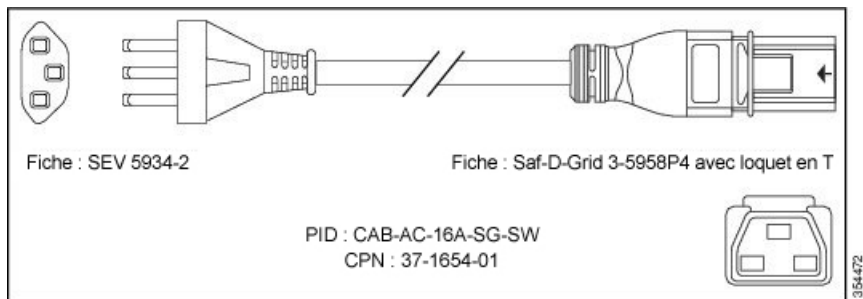 Fiche : SEV 5934-2
Fiche : Saf-D-Grid 3-5958P4 avec loquet en T
PID : CAB-AC-16A-SG-SW
CPN : 37-1654-01
354472